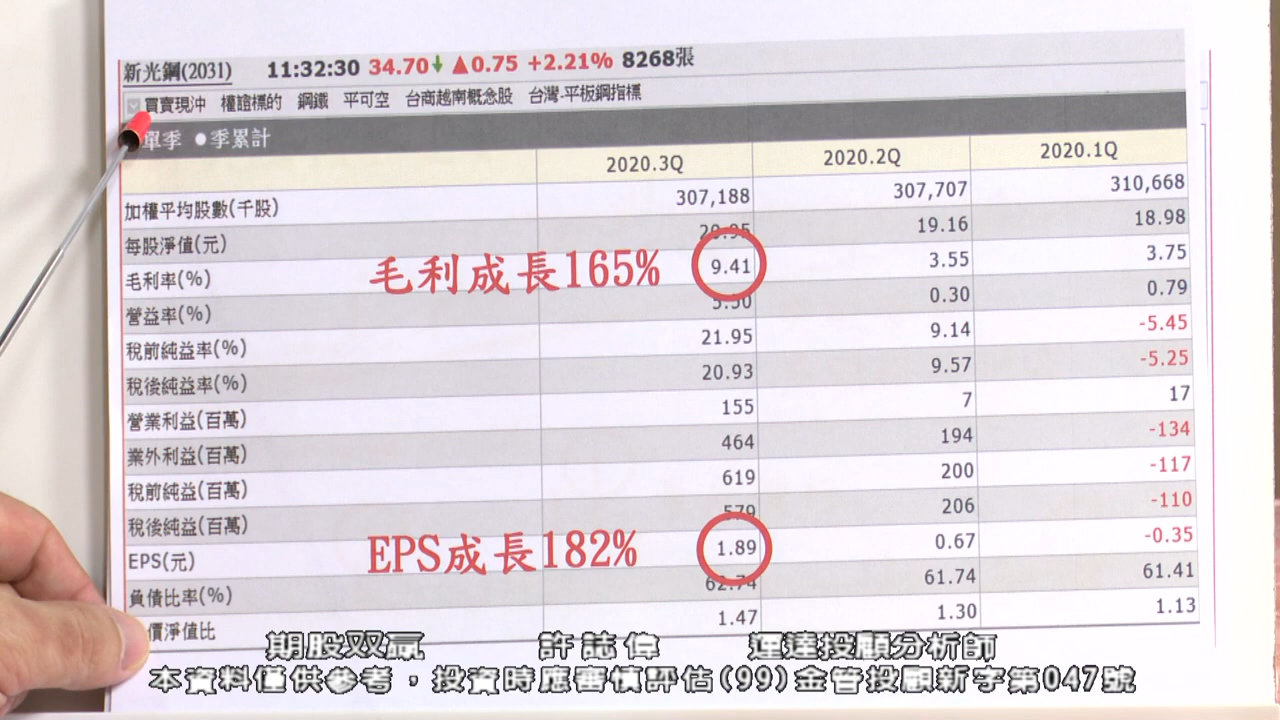 新光鋼(2031) 11:32:30 34.70↓ ▲0.75 +2.21% 8268張
買賣現沖 權證標的 鋼鐵 平可空 台商越南概念股 台灣-平板鋼指標
單季 ●季累計
2020.3Q 2020.2Q 2020.1Q
加權平均股數(千股) 307,188 307,707 310,668
每股淨值(元) 20.95 19.16 18.98
毛利率(%) 毛利成長165% 9.41 3.55 3.75
營益率(%) 5.50 0.30 0.79
稅前純益率(%) 21.95 9.14 -5.45
稅後純益率(%) 20.93 9.57 -5.25
營業利益(百萬) 155 7 17
業外利益(百萬) 464 194 -134
稅前純益(百萬) 619 200 -117
稅後純益(百萬) 579 206 -110
EPS(元) EPS成長182% 1.89 0.67 -0.35
負債比率(%) 62.74 61.74 61.41
價淨值比 1.47 1.30 1.13
期股双贏 許誌偉 運達投顧分析師
本資料僅供參考，投資時應審慎評估(99)金管投顧新字第047號